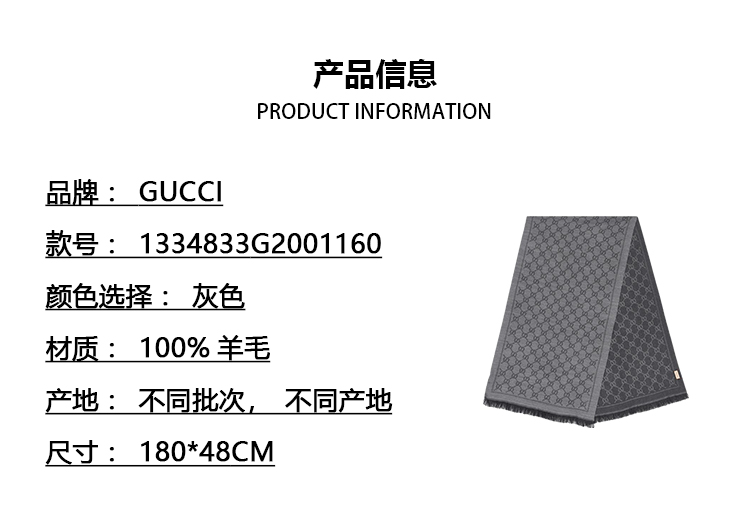 产品信息
PRODUCT INFORMATION
品牌： GUCCI
款号： 1334833G2001160
颜色选择： 灰色
材质： 100% 羊毛
产地： 不同批次， 不同产地
尺寸： 180*48CM